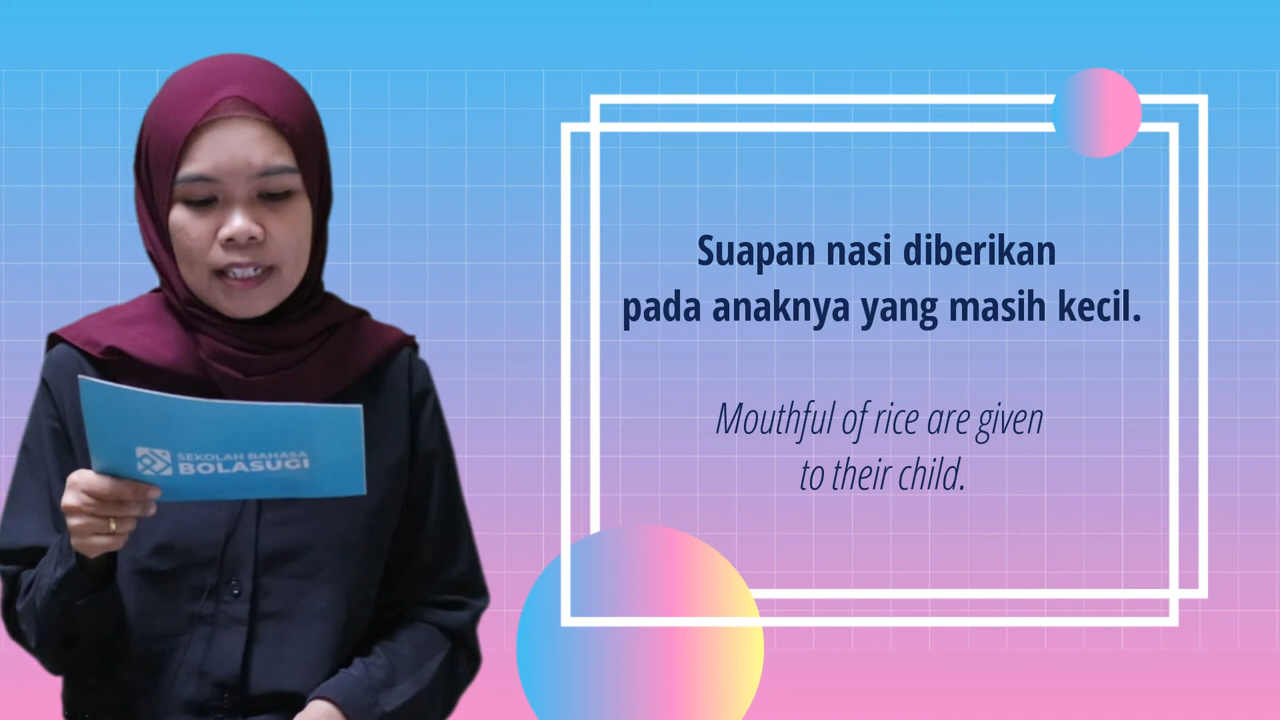 Suapan nasi diberikan
pada anaknya yang masih kecil.
Mouthful of rice are given
to their child.
SEKOLAH BAHASA
BOLASUGI